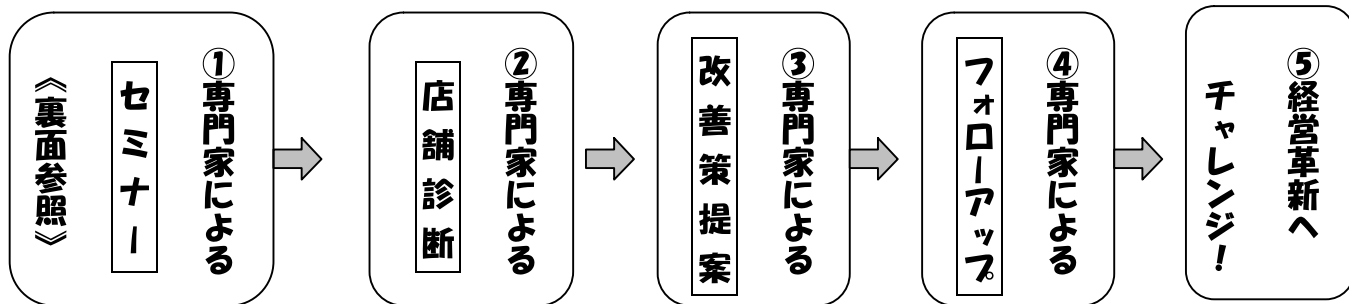 ①専門家による
セミナー
《裏面参照》
②専門家による
店舗診断
③専門家による
改善策提案
④専門家による
フォローアップ
⑤経営革新へ
チャレンジ！